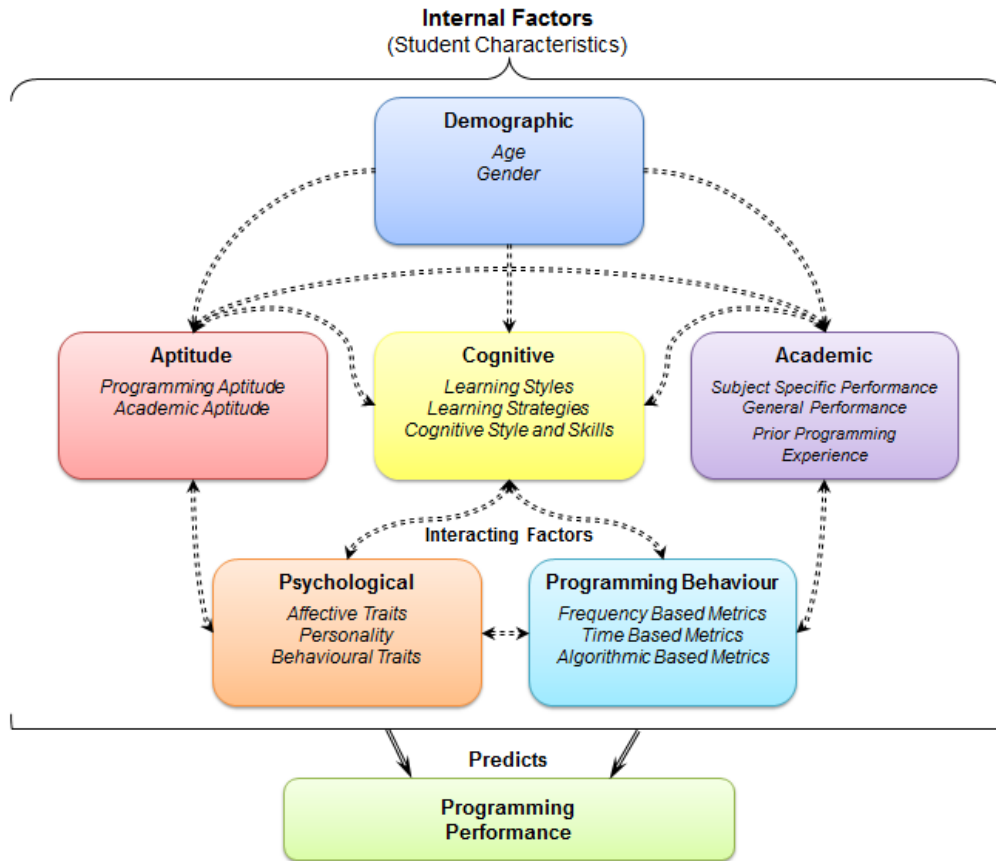 Internal Factors
(Student Characteristics)
Demographic
Age
Gender
Aptitude
Programming Aptitude
Academic Aptitude
Cognitive
Learning Styles
Learning Strategies
Cognitive Style and Skills
Academic
Subject Specific Performance
General Performance
Prior Programming
Experience
Interacting Factors
Psychological
Affective Traits
Personality
Behavioural Traits
Programming Behaviour
Frequency Based Metrics
Time Based Metrics
Algorithmic Based Metrics
Predicts
Programming
Performance